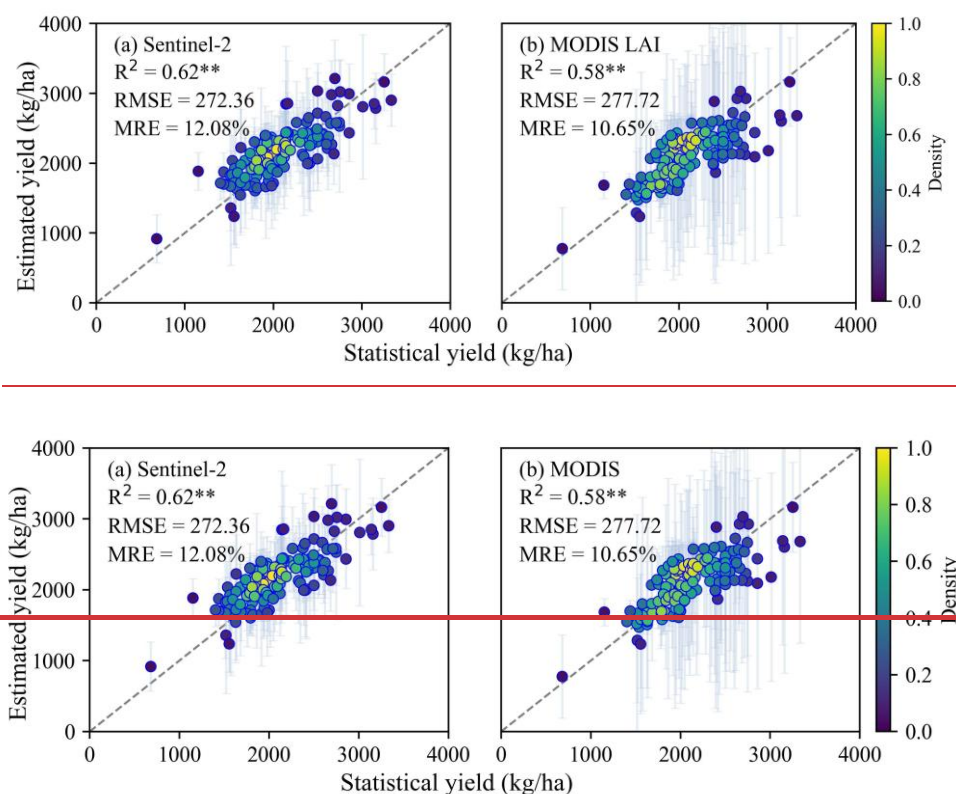 4000
3000
2000
1000
0
Estimated yield (kg/ha)
(a) Sentinel-2
R² = 0.62**
RMSE = 272.36
MRE = 12.08%
0 1000 2000 3000 4000
(b) MODIS LAI
R² = 0.58**
RMSE = 277.72
MRE = 10.65%
0 1000 2000 3000 4000
Statistical yield (kg/ha)
1.0
0.8
0.6
0.4
0.2
0.0
Density
4000
3000
2000
1000
0
Estimated yield (kg/ha)
(a) Sentinel-2
R² = 0.62**
RMSE = 272.36
MRE = 12.08%
0 1000 2000 3000 4000
(b) MODIS
R² = 0.58**
RMSE = 277.72
MRE = 10.65%
0 1000 2000 3000 4000
Statistical yield (kg/ha)
1.0
0.8
0.6
0.4
0.2
0.0
Density